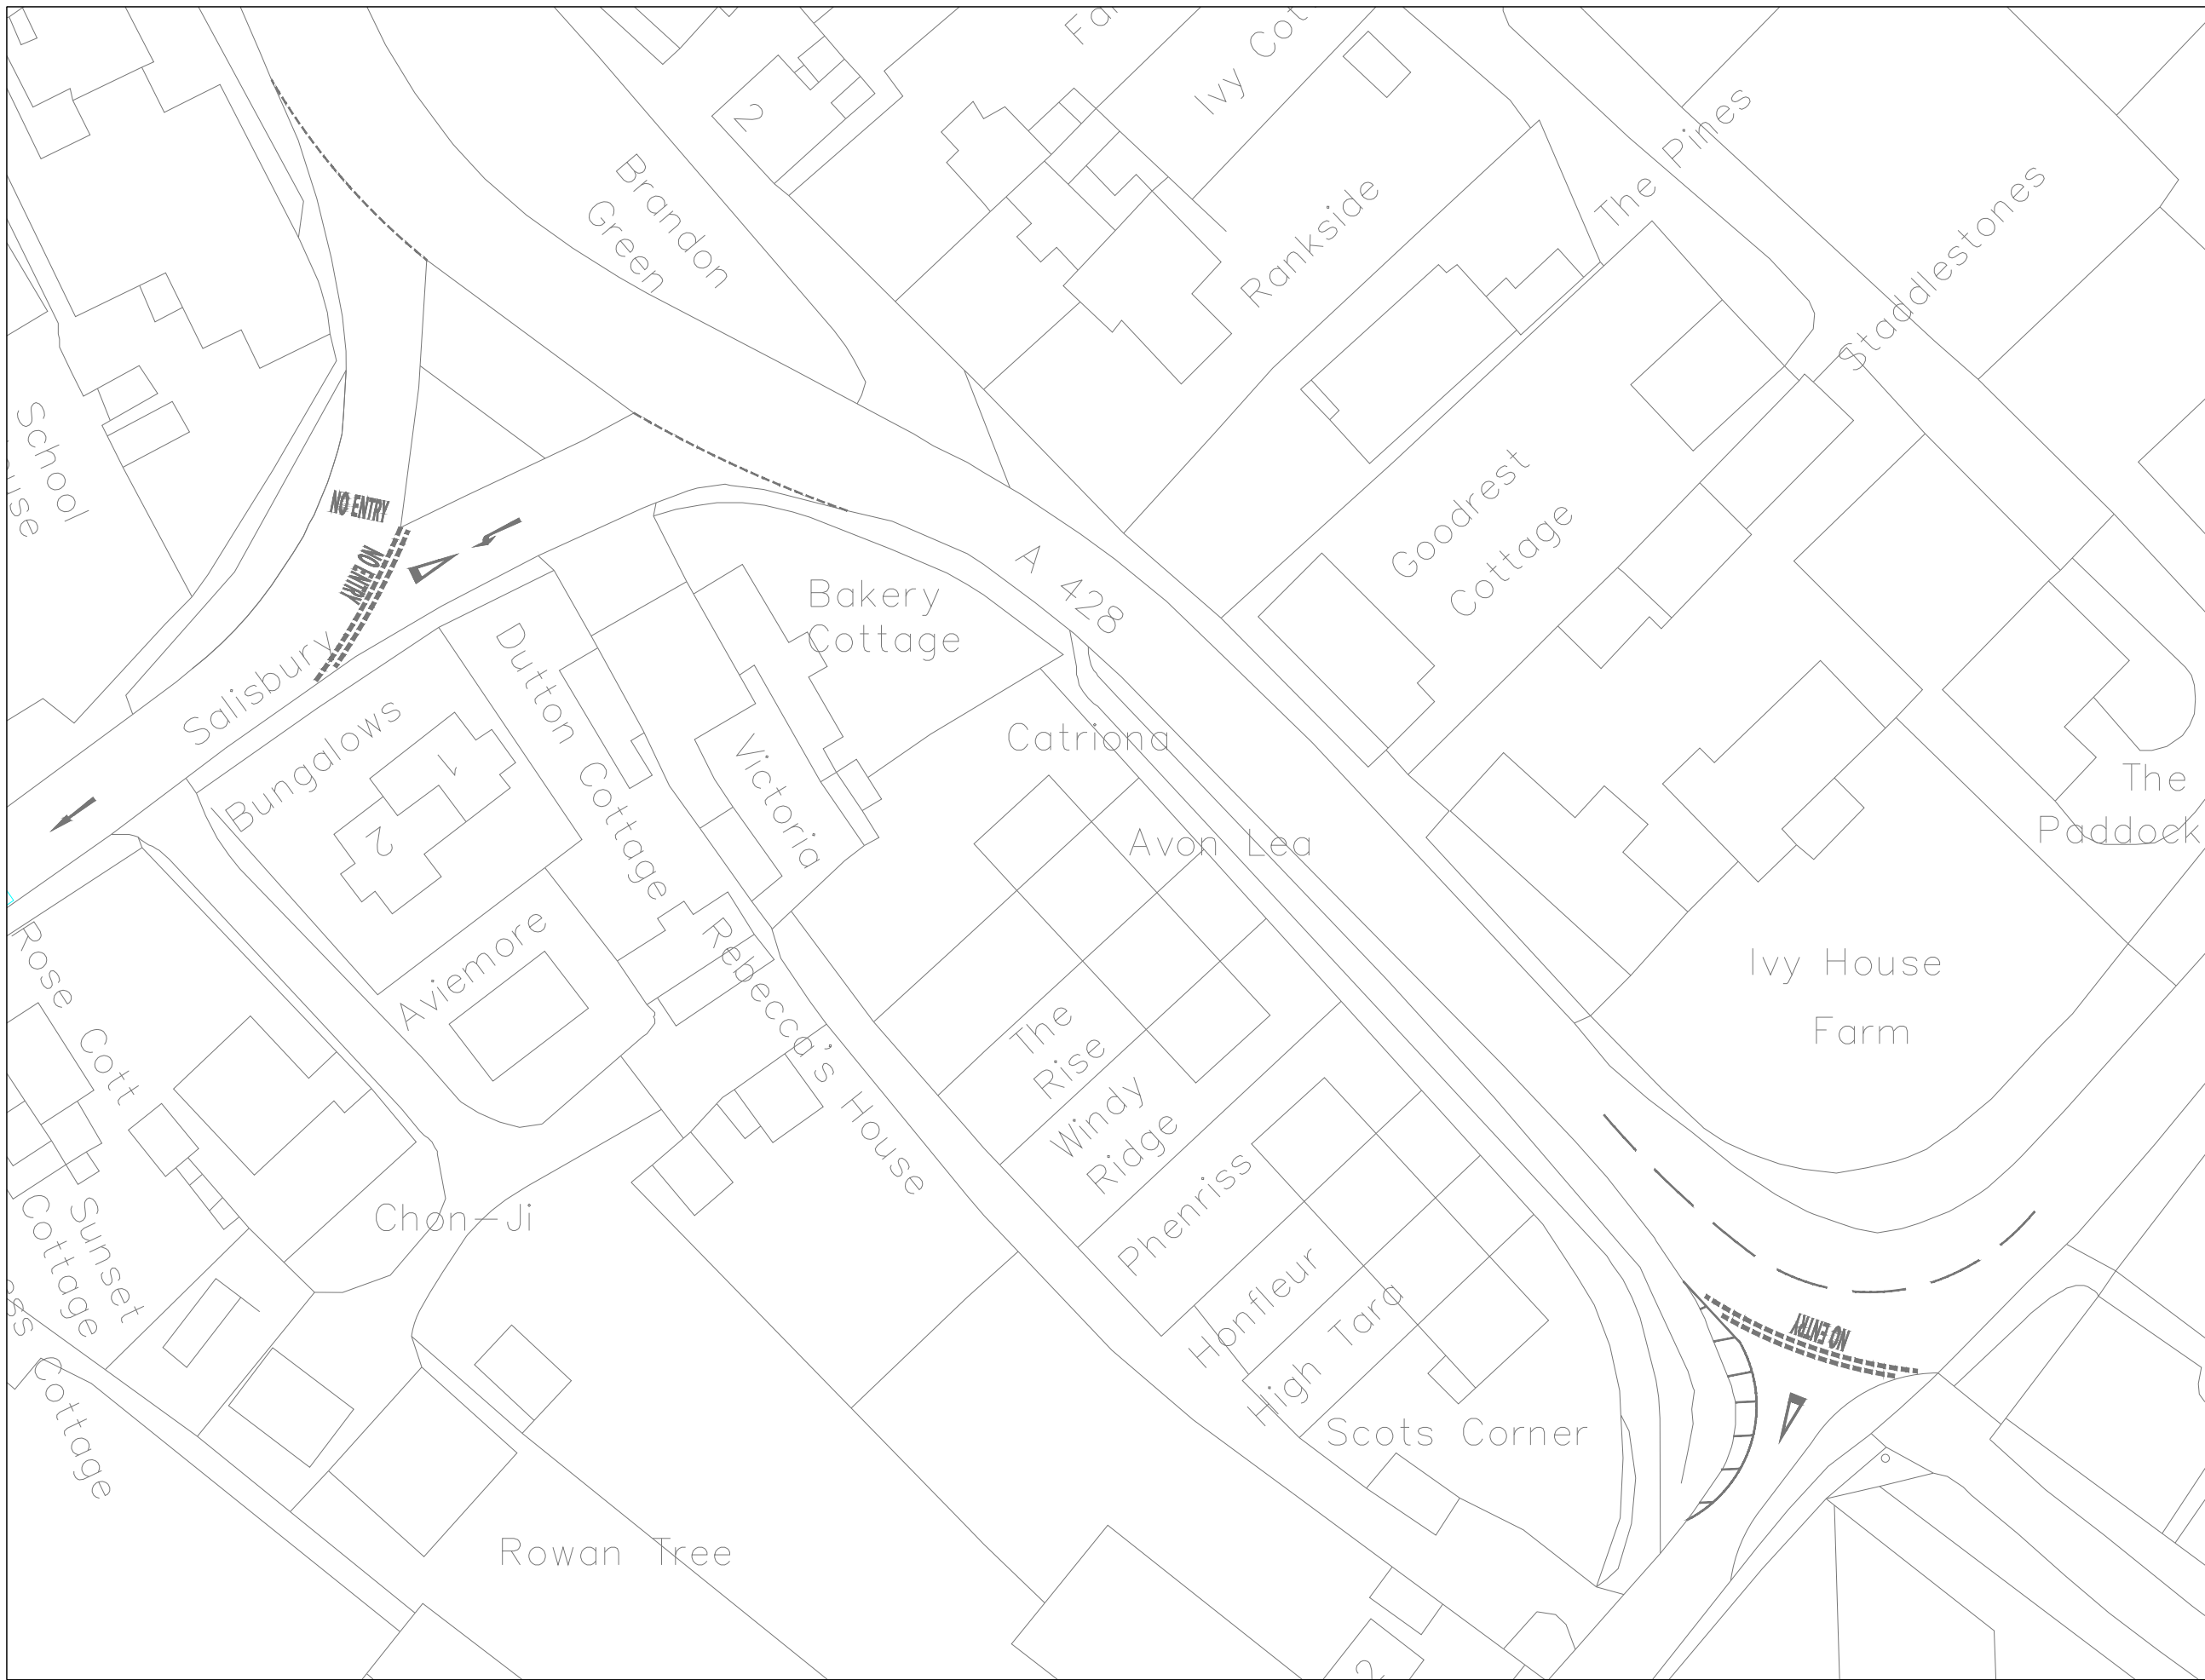 2
Ivy Cot
Brandon
Green
Rankside
The Pines
Staddlestones
School
NO ENTRY
NO ENTRY
A 428
Goodrest
Cottage
Bakery
Cottage
Salisbury
Bungalows
1
2
Dutton Cottage
Victoria
Catriona
Avon Lea
The
Paddock
Ivy House
Farm
Rose Cott
Aviemore
Rebecca's House
The
Rise
Windy
Ridge
Phenriss
Honfleur
High Tara
Scots Corner
Chon-Ji
Sunset
Cottage
Cottage
NO ENTRY
Rowan Tree
2